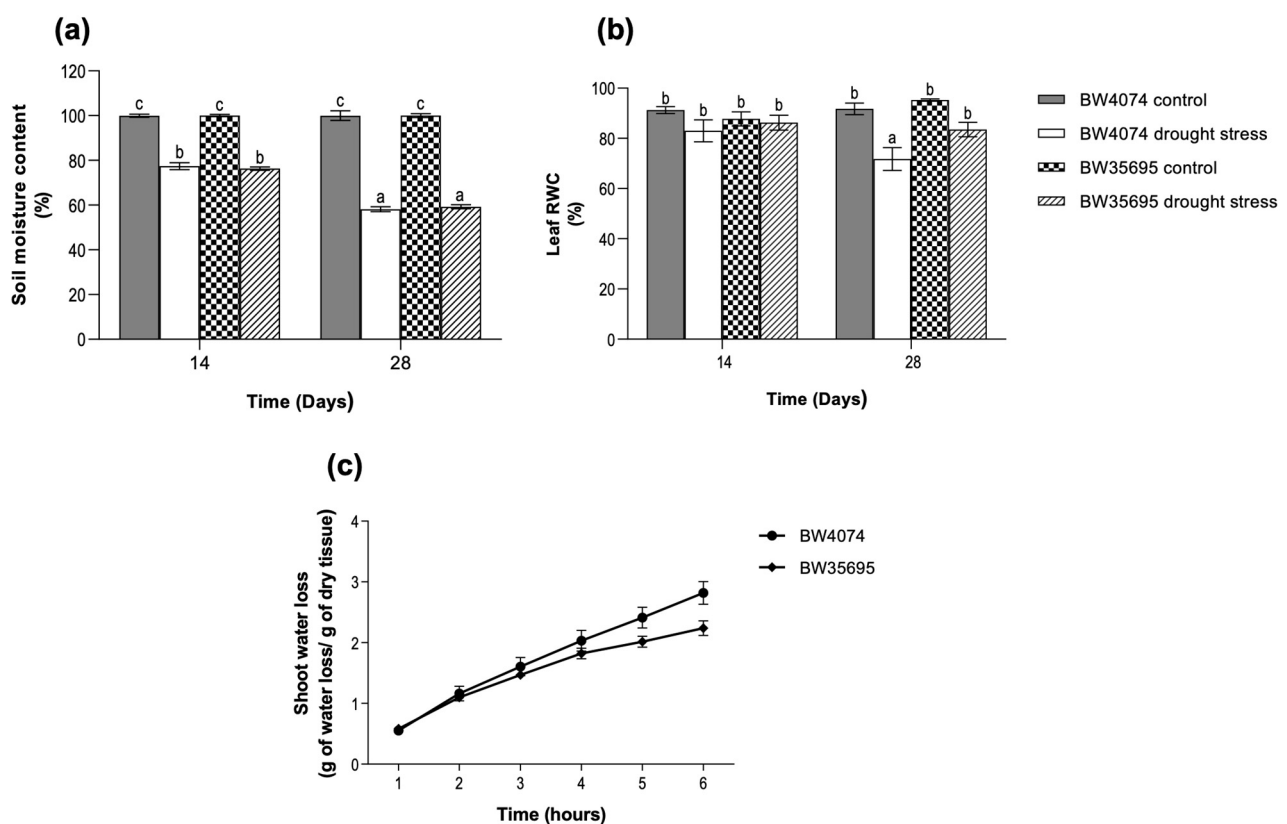 (a)
Soil moisture content
(%)
120
100
80
60
40
20
0
c
b
c
b
c
a
c
a
14
28
Time (Days)
(b)
Leaf RWC
(%)
100
80
60
40
20
0
b
b
b
b
b
a
b
b
14
28
Time (Days)
BW4074 control
BW4074 drought stress
BW35695 control
BW35695 drought stress
(c)
Shoot water loss
(g of water loss/ g of dry tissue)
4
3
2
1
0
1
2
3
4
5
6
Time (hours)
BW4074
BW35695